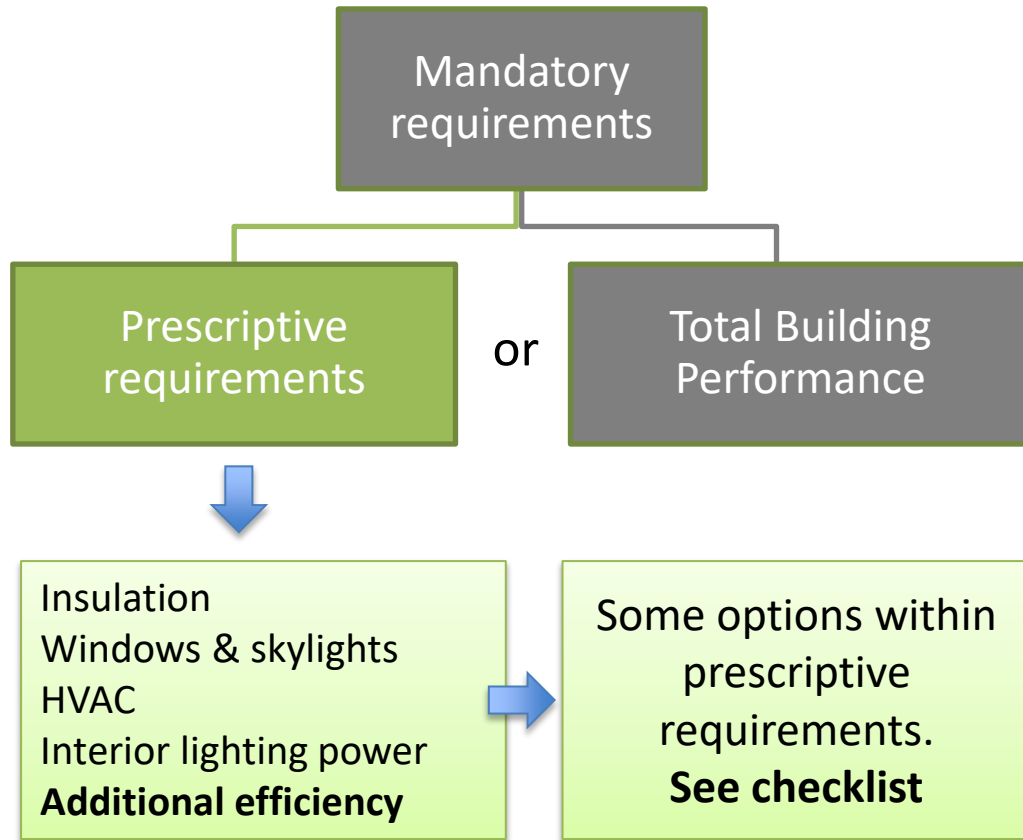 Mandatory
requirements
Prescriptive
requirements
or
Total Building
Performance
Insulation
Windows & skylights
HVAC
Interior lighting power
Additional efficiency
Some options within
prescriptive
requirements.
See checklist